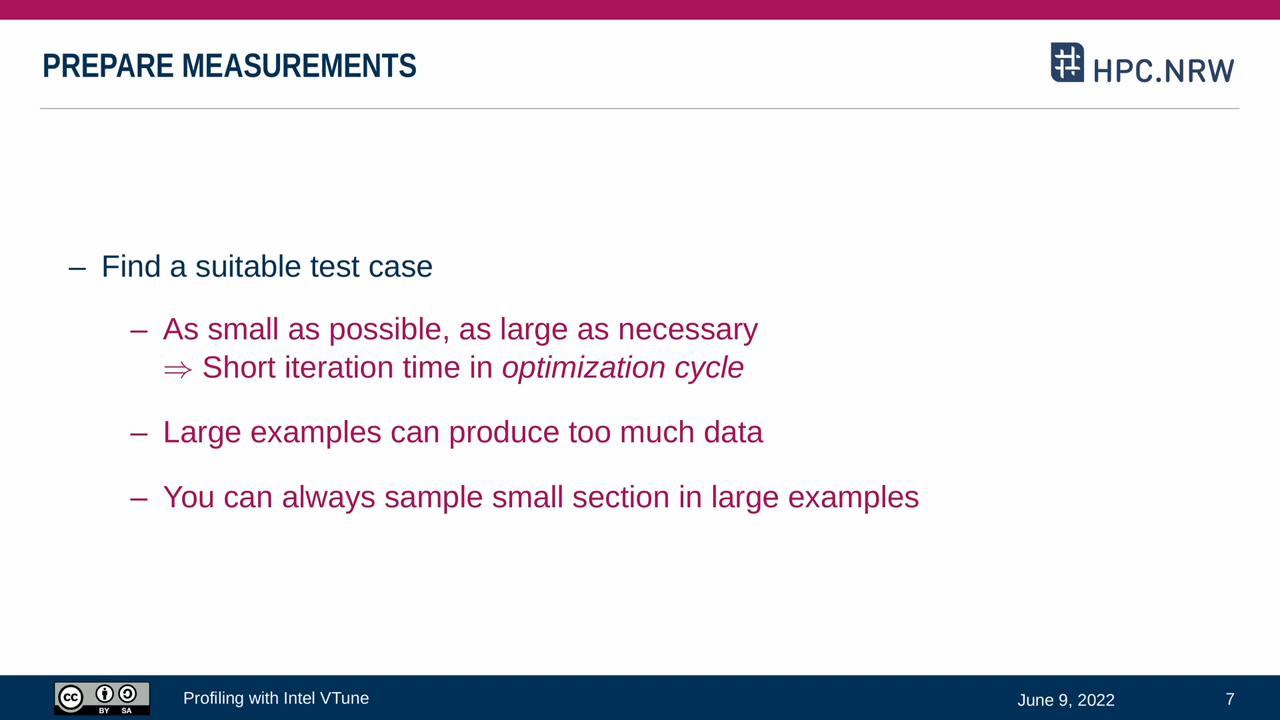 PREPARE MEASUREMENTS
HPC.NRW
– Find a suitable test case
– As small as possible, as large as necessary
⇒ Short iteration time in optimization cycle
– Large examples can produce too much data
– You can always sample small section in large examples
cc
BY SA
Profiling with Intel VTune
June 9, 2022
7